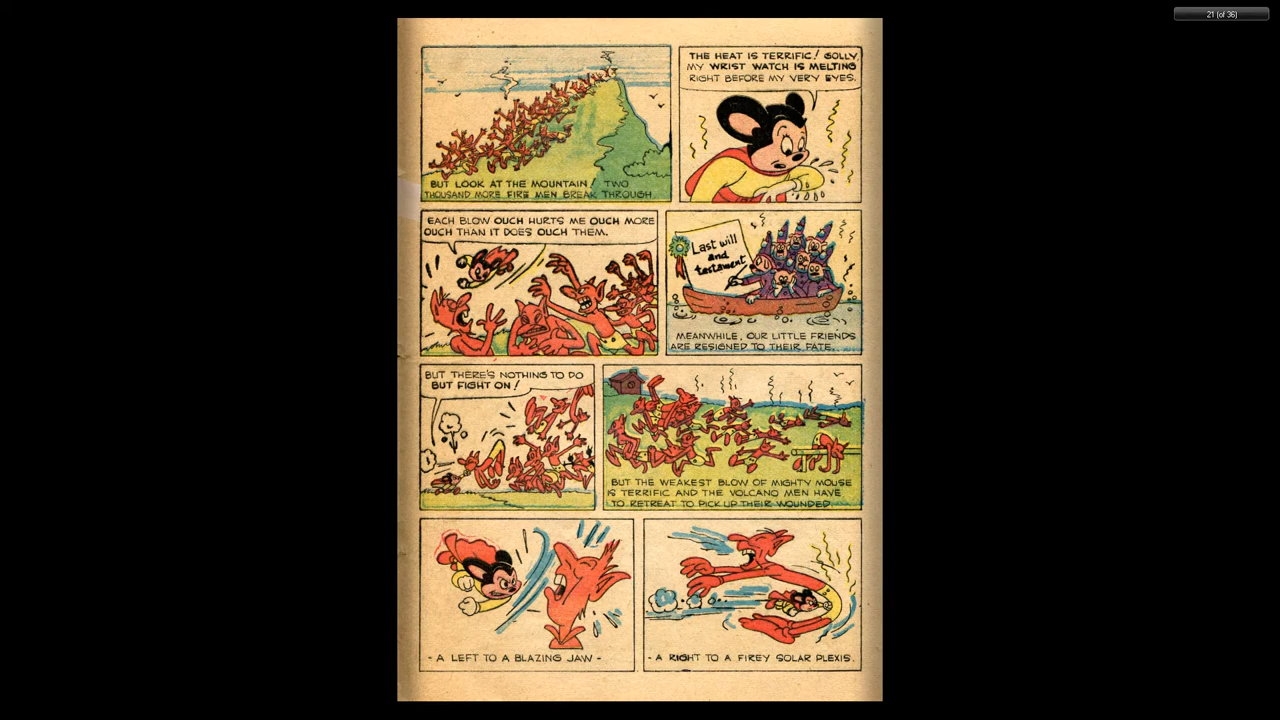 21 (of 36)
BUT LOOK AT THE MOUNTAIN! TWO
THOUSAND MORE FIRE MEN BREAK THROUGH.
THE HEAT IS TERRIFIC! GOLLY,
MY WRIST WATCH IS MELTING
RIGHT BEFORE MY VERY EYES.
EACH BLOW OUCH HURTS ME OUCH MORE
OUCH THAN IT DOES OUCH THEM.
Last will
and
testament
MEANWHILE, OUR LITTLE FRIENDS
ARE RESIGNED TO THEIR FATE..
BUT THERE'S NOTHING TO DO
BUT FIGHT ON!
BUT THE WEAKEST BLOW OF MIGHTY MOUSE
IS TERRIFIC AND THE VOLCANO MEN HAVE
TO RETREAT TO PICK UP THEIR WOUNDED
- A LEFT TO A BLAZING JAW -
- A RIGHT TO A FIREY SOLAR PLEXIS.